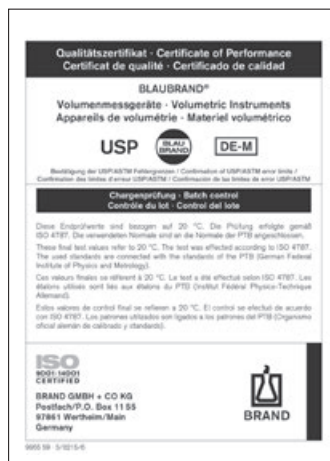 Qualitätszertifikat · Certificate of Performance
Certificat de qualité · Certificado de calidad
BLAUBRAND®
Volumenmessgeräte · Volumetric Instruments
Appareils de volumétrie · Materiel volumétrico
USP BLAU BRAND DE-M
Bestätigung der USP/ASTM Fehlergrenzen / Confirmation of USP/ASTM error limits /
Confirmation des limites d'erreur USP/ASTM / Confirmación de los limites de error USP/ASTM
Chargenprüfung · Batch control
Contrôle du lot · Control del lote
Diese Endprüfwerte sind bezogen auf 20 °C. Die Prüfung erfolgte gemäß
ISO 4787. Die verwendeten Normale sind an die Normale der PTB angeschlossen.
These final test values refer to 20 °C. The test was effected according to ISO 4787.
The used standards are connected with the standards of the PTB (German Federal
Institute of Physics and Metrology).
Ces valeurs finales se réfèrent à 20 °C. Le test a été effectué selon ISO 4787. Les
étalons utilisés sont liés aux étalons du PTB (Institut Fédéral Physico-Technique
Allemand).
Estos valores de control final se refieren a 20 °C. El control se efectuó de acuerdo
con ISO 4787. Los patrones utilizados son ligados a los patrones del PTB (Organismo
oficial alemán de calibrado y standards).
ISO
9001/14001
CERTIFIED
BRAND GMBH + CO KG
Postfach/P.O. Box 11 55
97861 Wertheim/Main
Germany
BRAND